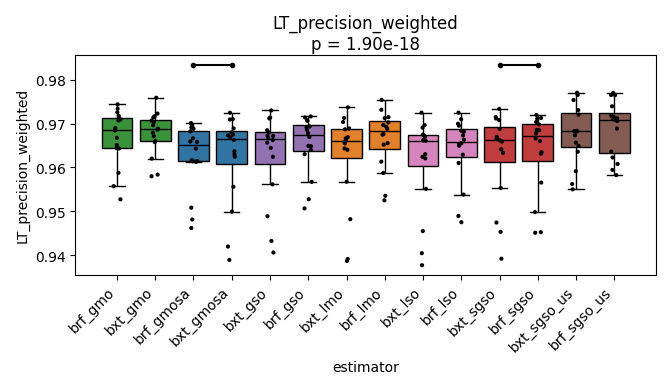 LT_precision_weighted
p = 1.90e-18
LT_precision_weighted
0.98
0.97
0.96
0.95
0.94
brf_gmo
bxt_gmo
brf_gmosa
bxt_gmosa
bxt_gso
brf_gso
bxt_lmo
brf_lmo
bxt_lso
brf_lso
bxt_sgso
brf_sgso
bxt_sgso_us
brf_sgso_us
estimator